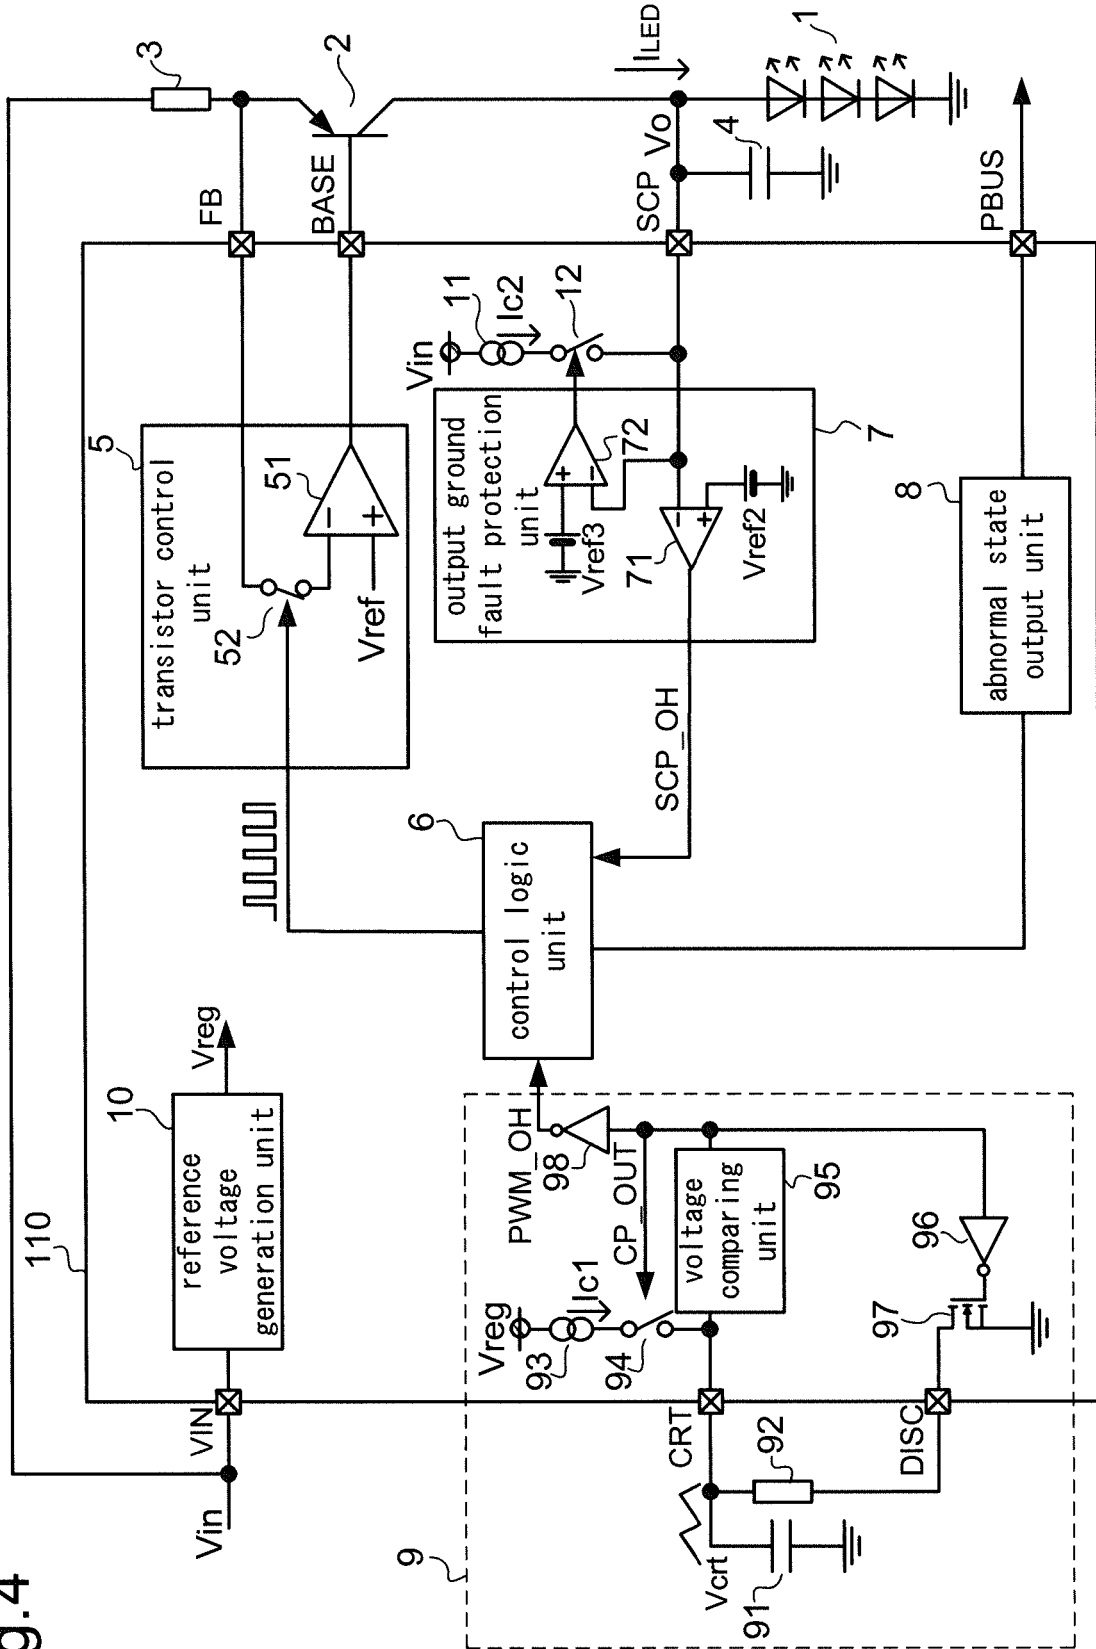 g.4
110
3
FB
2
BASE
ILED
1
Vo
4
SCP
PBUS
Vin
VIN
10
reference
voltage
generation unit
Vreg
5
transistor control
unit
51
52
Vref
−
+
Vin
11
Ic2
12
output ground
fault protection
unit
72
+
−
Vref3
71
−
+
Vref2
7
SCP_OH
6
control logic
unit
8
abnormal state
output unit
9
PWM_OH
98
CP_OUT
Vreg
93
Ic1
94
voltage
comparing
unit
95
96
97
CRT
92
DISC
Vcrt
91